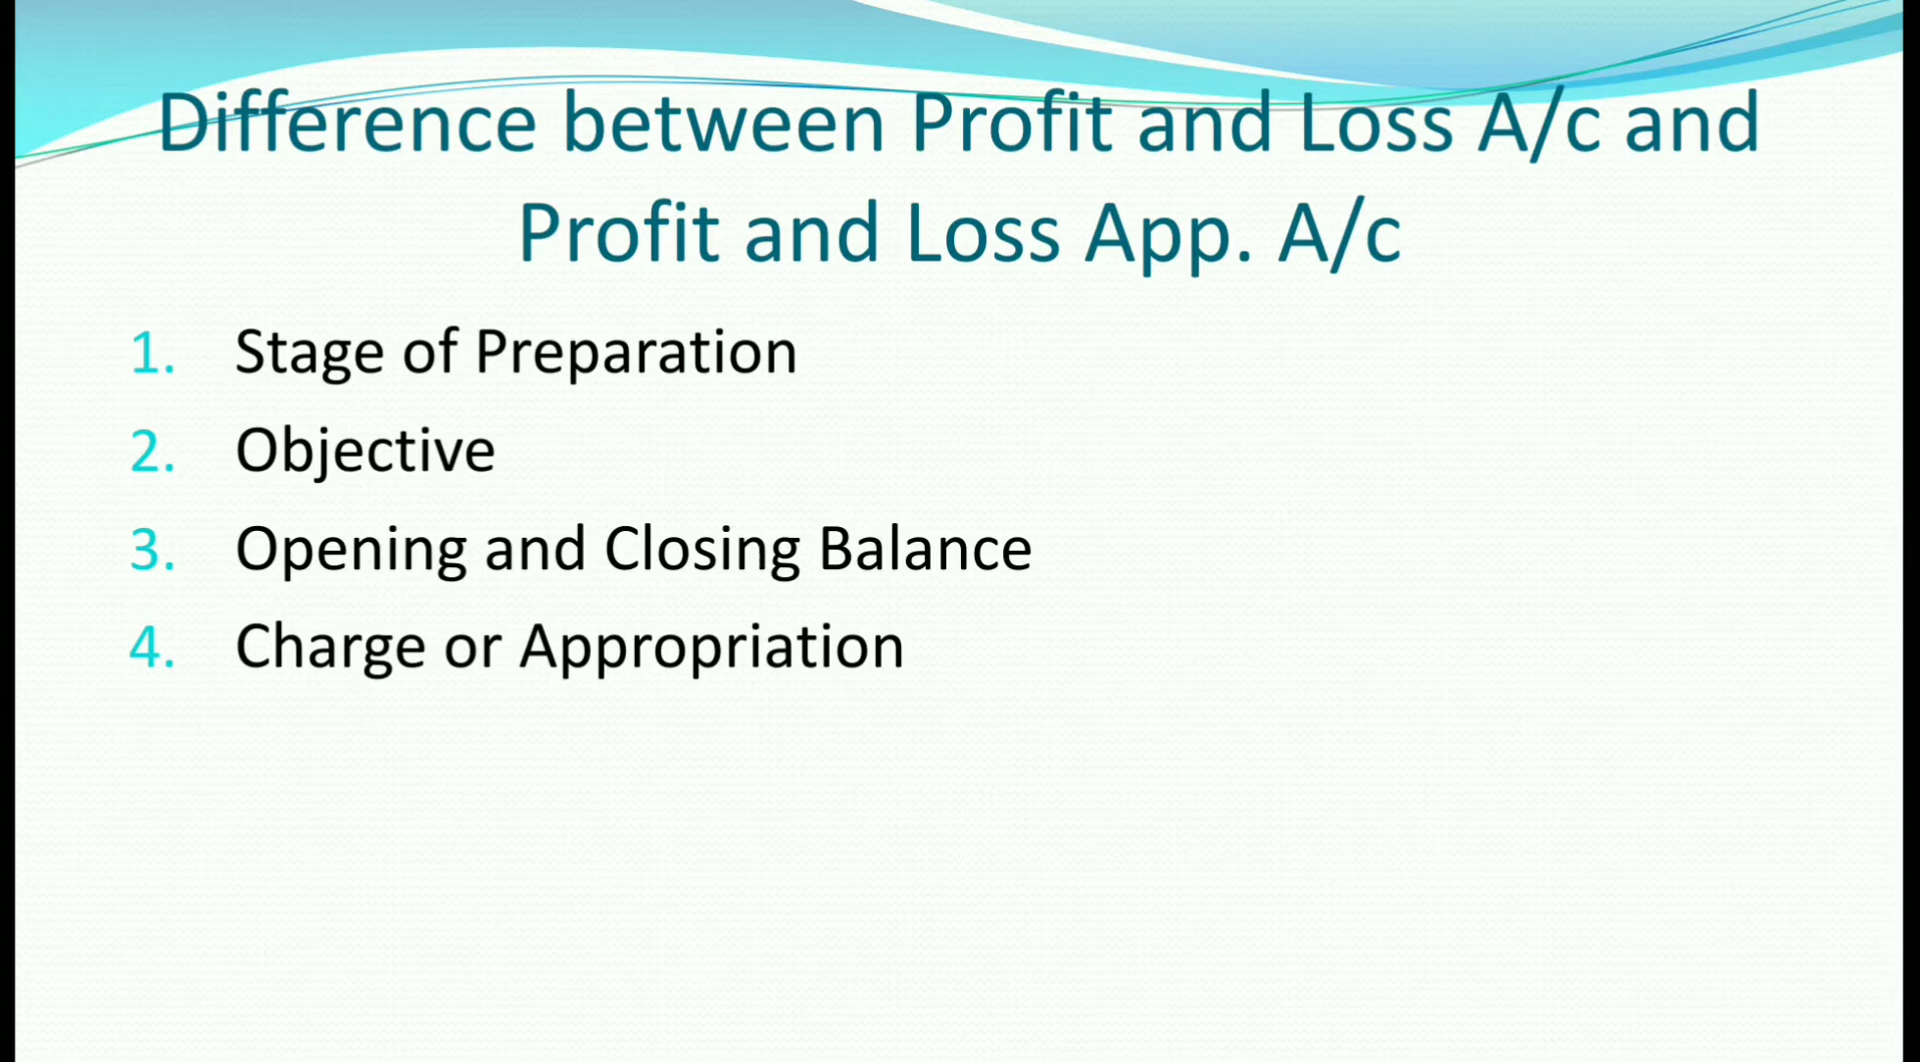 Difference between Profit and Loss A/c and
Profit and Loss App. A/c
1. Stage of Preparation
2. Objective
3. Opening and Closing Balance
4. Charge or Appropriation